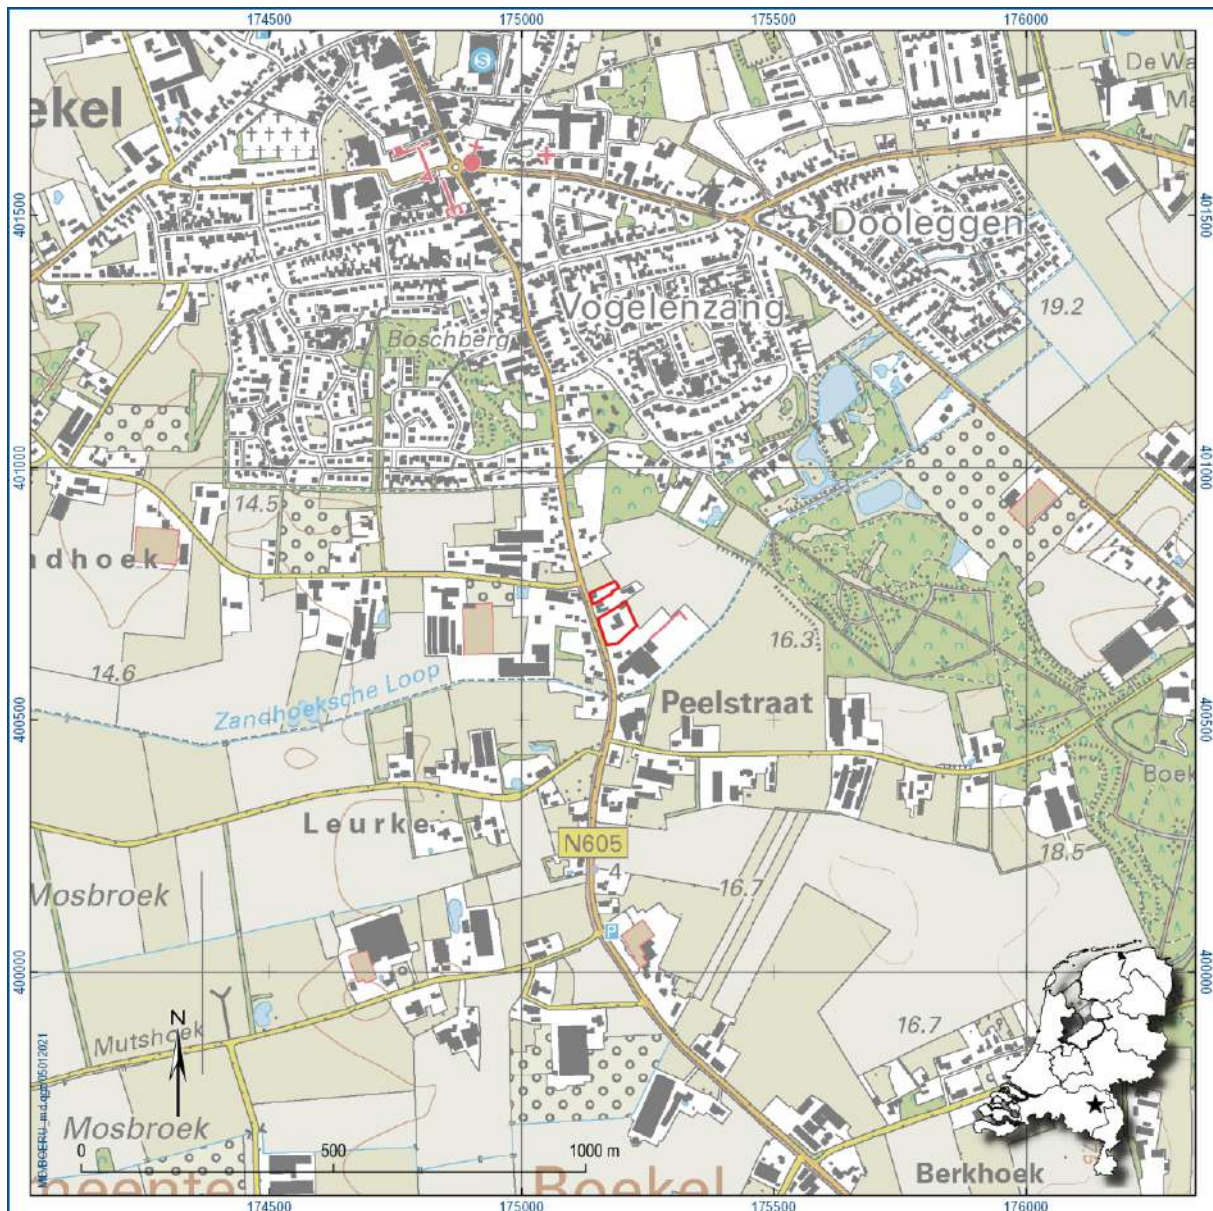 174500 175000 175500 176000
De Wa
Ma
ekel
S
401500 401500
Dooleggen
Vogelenzang
19.2
Boschberg
401000 401000
14.5
ndhoek
16.3
14.6
Zandhoeksche Loop
Peelstraat
400500 400500
Boek
Leurke
N605
18.5
4
16.7
Mosbroek
P
400000 400000
N
16.7
Mutshoek
Mosbroek
0 500 1000 m
Berkhoek
meente Boekel
174500 175000 175500 176000